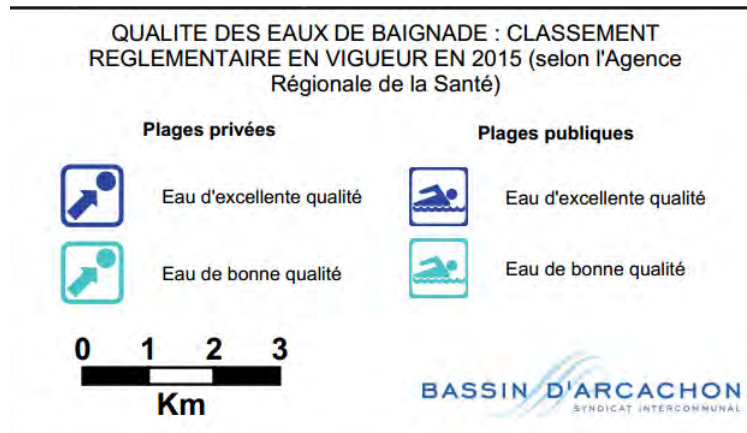 QUALITE DES EAUX DE BAIGNADE : CLASSEMENT
REGLEMENTAIRE EN VIGUEUR EN 2015 (selon l'Agence
Régionale de la Santé)
Plages privées
Plages publiques
Eau d'excellente qualité
Eau d'excellente qualité
Eau de bonne qualité
Eau de bonne qualité
0 1 2 3
Km
BASSIN D'ARCACHON
SYNDICAT INTERCOMMUNAL